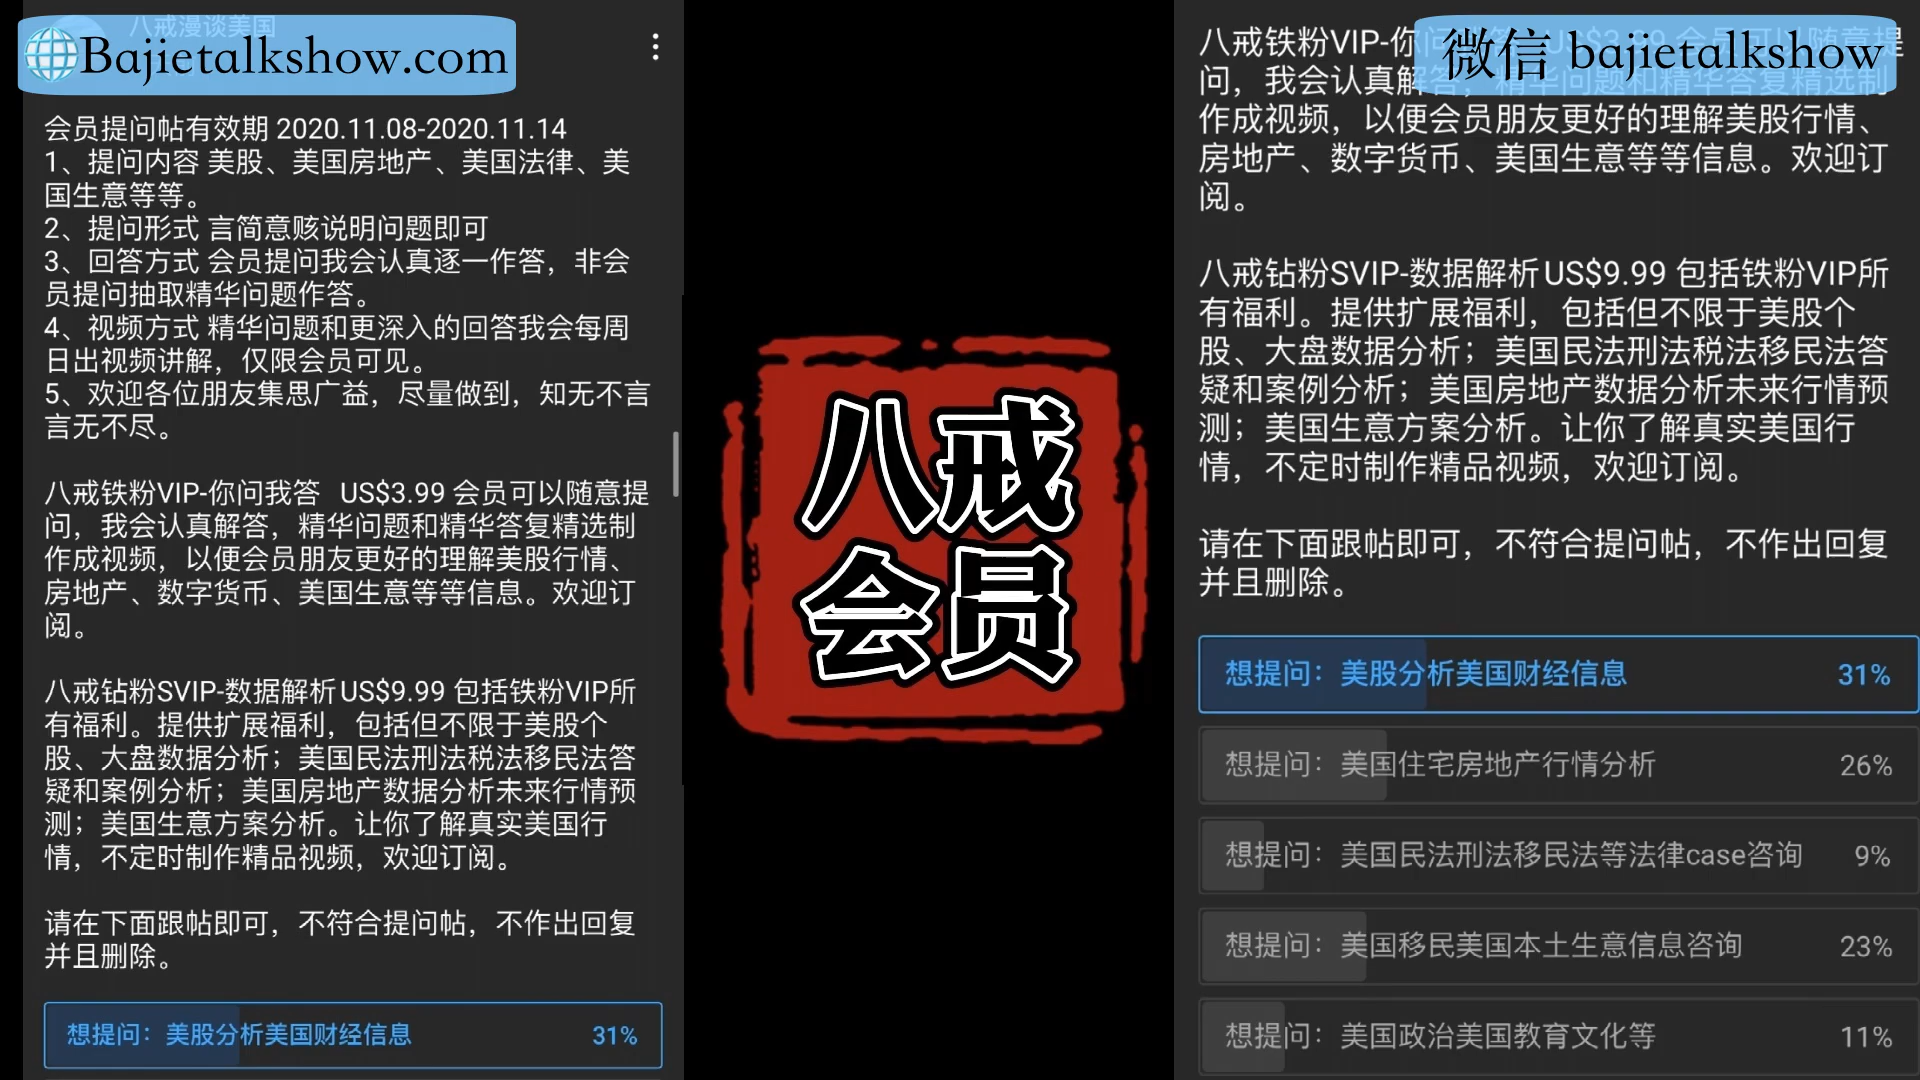 八戒漫谈美国
Bajietalkshow.com
会员提问帖有效期 2020.11.08-2020.11.14
1、提问内容 美股、美国房地产、美国法律、美
国生意等等。
2、提问形式 言简意赅说明问题即可
3、回答方式 会员提问我会认真逐一作答，非会
员提问抽取精华问题作答。
4、视频方式 精华问题和更深入的回答我会每周
日出视频讲解，仅限会员可见。
5、欢迎各位朋友集思广益，尽量做到，知无不言
言无不尽。
八戒铁粉VIP-你问我答 US$3.99 会员可以随意提
问，我会认真解答，精华问题和精华答复精选制
作成视频，以便会员朋友更好的理解美股行情、
房地产、数字货币、美国生意等等信息。欢迎订
阅。
八戒钻粉SVIP-数据解析US$9.99 包括铁粉VIP所
有福利。提供扩展福利，包括但不限于美股个
股、大盘数据分析；美国民法刑法税法移民法答
疑和案例分析；美国房地产数据分析未来行情预
测；美国生意方案分析。让你了解真实美国行
情，不定时制作精品视频，欢迎订阅。
请在下面跟帖即可，不符合提问帖，不作出回复
并且删除。
想提问：美股分析美国财经信息 31%
八戒
会员
微信 bajietalkshow
八戒铁粉VIP-你问我答 US$3.99 会员可以随意提
问，我会认真解答，精华问题和精华答复精选制
作成视频，以便会员朋友更好的理解美股行情、
房地产、数字货币、美国生意等等信息。欢迎订
阅。
八戒钻粉SVIP-数据解析US$9.99 包括铁粉VIP所
有福利。提供扩展福利，包括但不限于美股个
股、大盘数据分析；美国民法刑法税法移民法答
疑和案例分析；美国房地产数据分析未来行情预
测；美国生意方案分析。让你了解真实美国行
情，不定时制作精品视频，欢迎订阅。
请在下面跟帖即可，不符合提问帖，不作出回复
并且删除。
想提问：美股分析美国财经信息 31%
想提问：美国住宅房地产行情分析 26%
想提问：美国民法刑法移民法等法律case咨询 9%
想提问：美国移民美国本土生意信息咨询 23%
想提问：美国政治美国教育文化等 11%